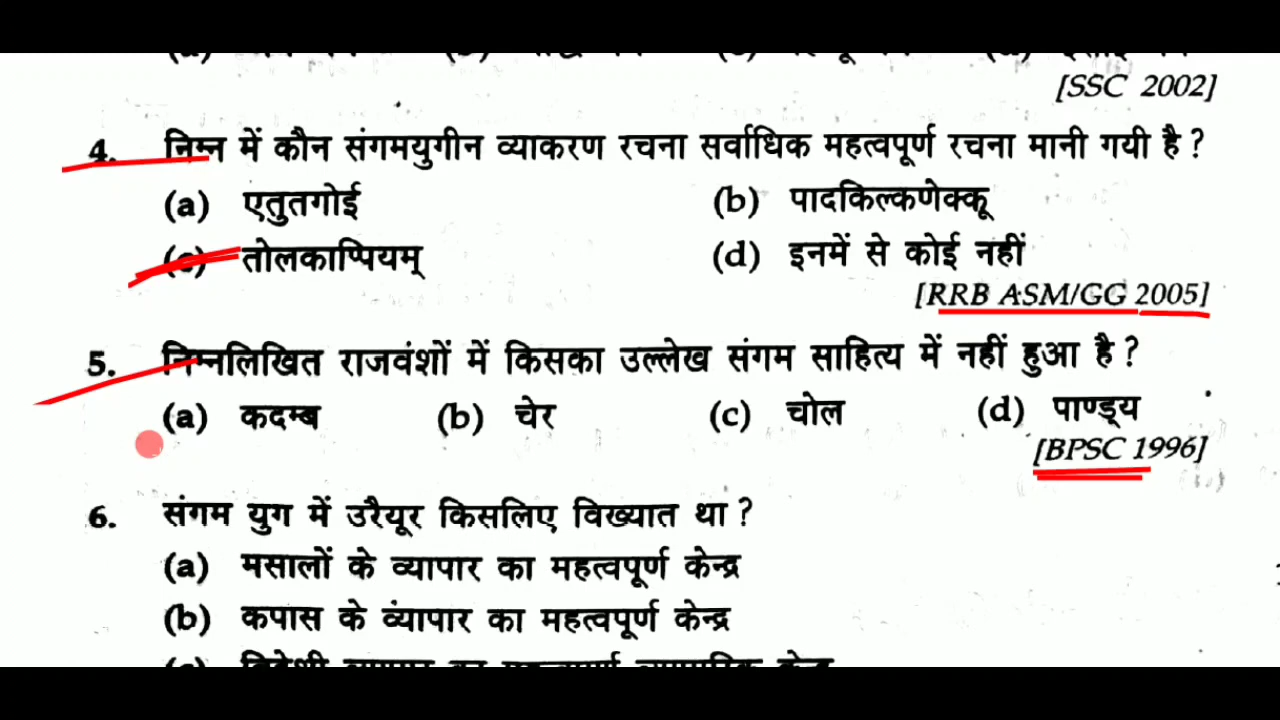 [SSC 2002]
4. निम्न में कौन संगमयुगीन व्याकरण रचना सर्वाधिक महत्वपूर्ण रचना मानी गयी है ?
(a) एतुतगोई (b) पादकिल्कणेक्कू
(c) तोलकाप्पियम् (d) इनमें से कोई नहीं
[RRB ASM/GG 2005]
5. निम्नलिखित राजवंशों में किसका उल्लेख संगम साहित्य में नहीं हुआ है ?
(a) कदम्ब (b) चेर (c) चोल (d) पाण्ड्य
[BPSC 1996]
6. संगम युग में उरैयूर किसलिए विख्यात था ?
(a) मसालों के व्यापार का महत्वपूर्ण केन्द्र
(b) कपास के व्यापार का महत्वपूर्ण केन्द्र